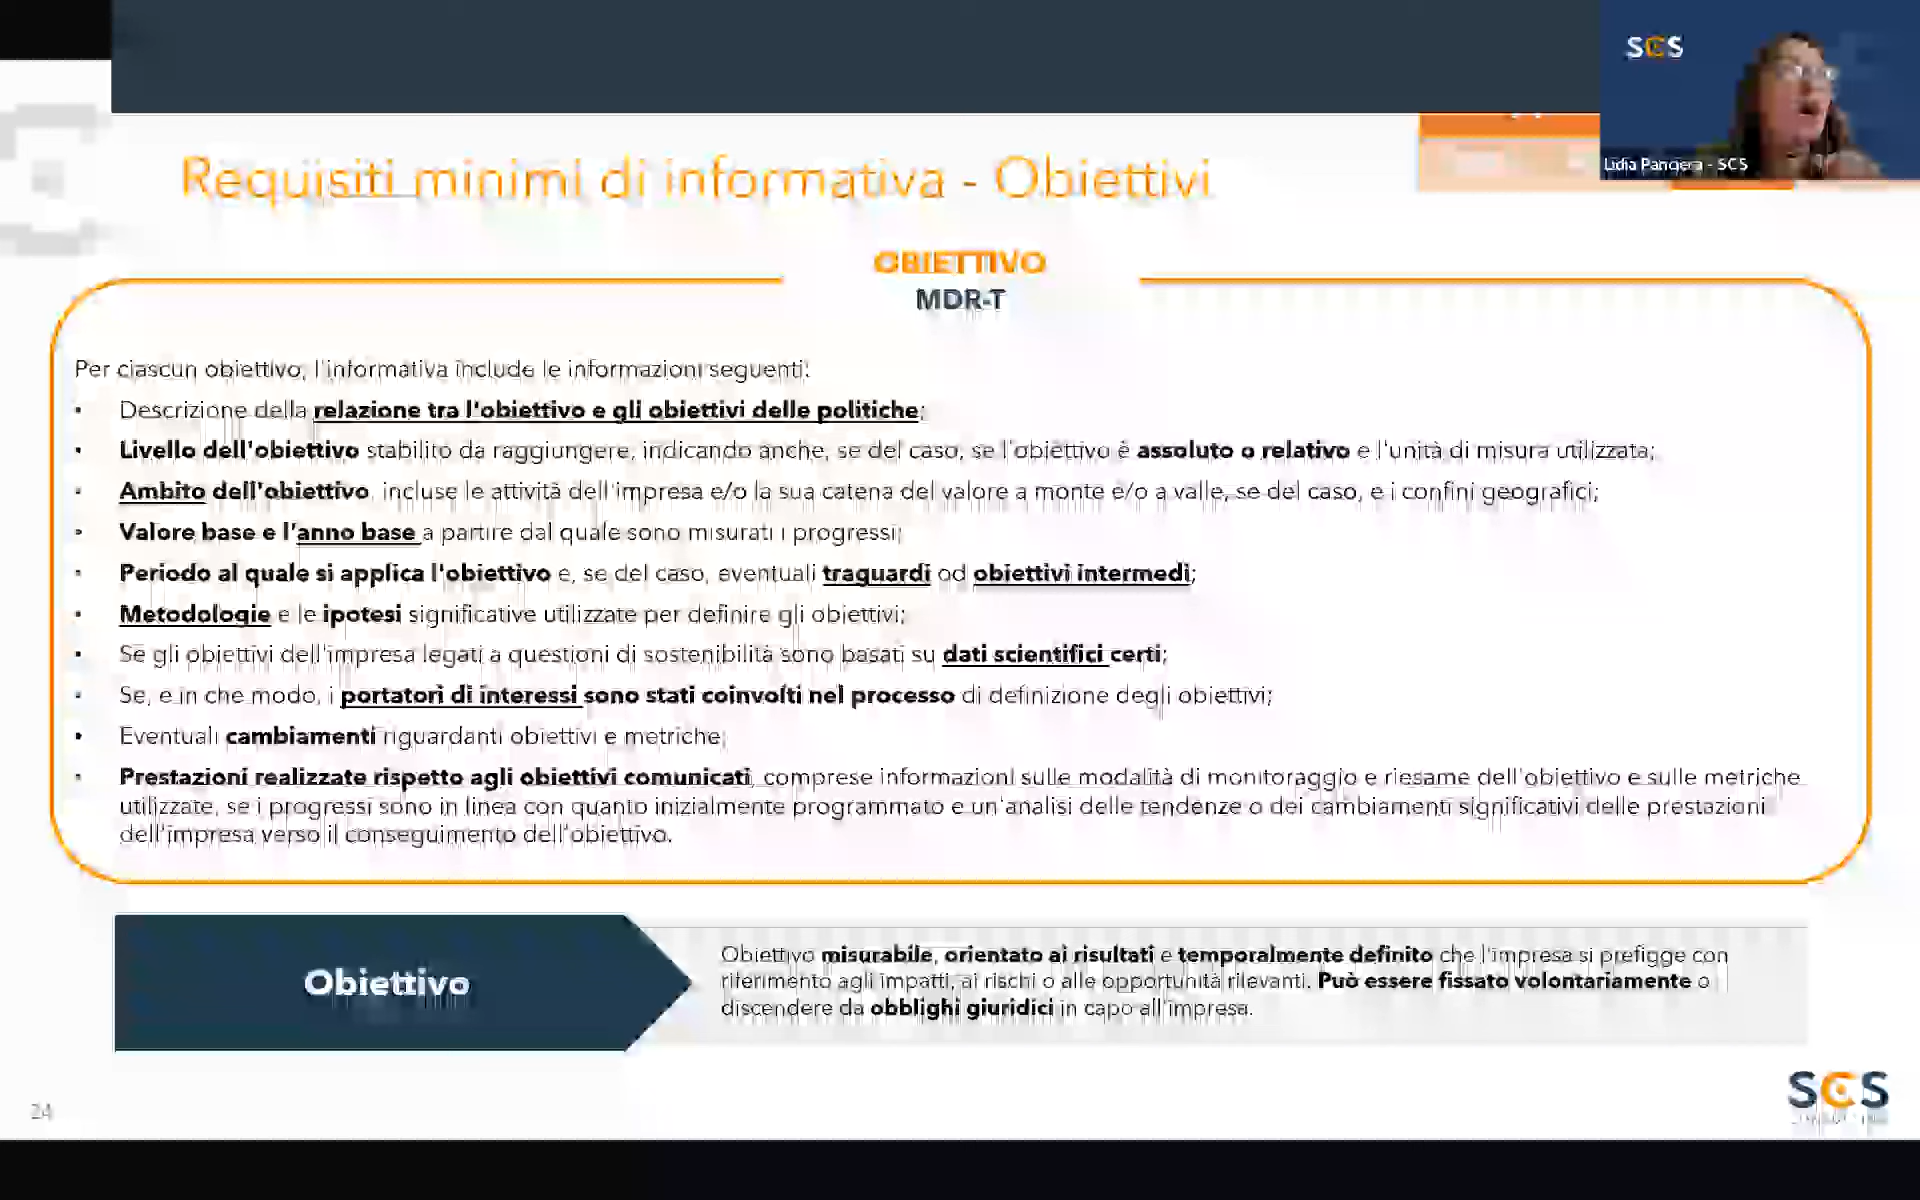 SCS
Lidia Panciera - SCS
Requisiti minimi di informativa - Obiettivi
OBIETTIVO
MDR-T
Per ciascun obiettivo, l'informativa include le informazioni seguenti:
• Descrizione della relazione tra l'obiettivo e gli obiettivi delle politiche;
• Livello dell'obiettivo stabilito da raggiungere, indicando anche, se del caso, se l'obiettivo è assoluto o relativo e l'unità di misura utilizzata;
• Ambito dell'obiettivo, incluse le attività dell'impresa e/o la sua catena del valore a monte e/o a valle, se del caso, e i confini geografici;
• Valore base e l'anno base a partire dal quale sono misurati i progressi;
• Periodo al quale si applica l'obiettivo e, se del caso, eventuali traguardi od obiettivi intermedi;
• Metodologie e le ipotesi significative utilizzate per definire gli obiettivi;
• Se gli obiettivi dell'impresa legati a questioni di sostenibilità sono basati su dati scientifici certi;
• Se, e in che modo, i portatori di interessi sono stati coinvolti nel processo di definizione degli obiettivi;
• Eventuali cambiamenti riguardanti obiettivi e metriche;
• Prestazioni realizzate rispetto agli obiettivi comunicati, comprese informazioni sulle modalità di monitoraggio e riesame dell'obiettivo e sulle metriche
utilizzate, se i progressi sono in linea con quanto inizialmente programmato e un'analisi delle tendenze o dei cambiamenti significativi delle prestazioni
dell'impresa verso il conseguimento dell'obiettivo.
Obiettivo
Obiettivo misurabile, orientato ai risultati e temporalmente definito che l'impresa si prefigge con
riferimento agli impatti, ai rischi o alle opportunità rilevanti. Può essere fissato volontariamente o
discendere da obblighi giuridici in capo all'impresa.
SCS
24